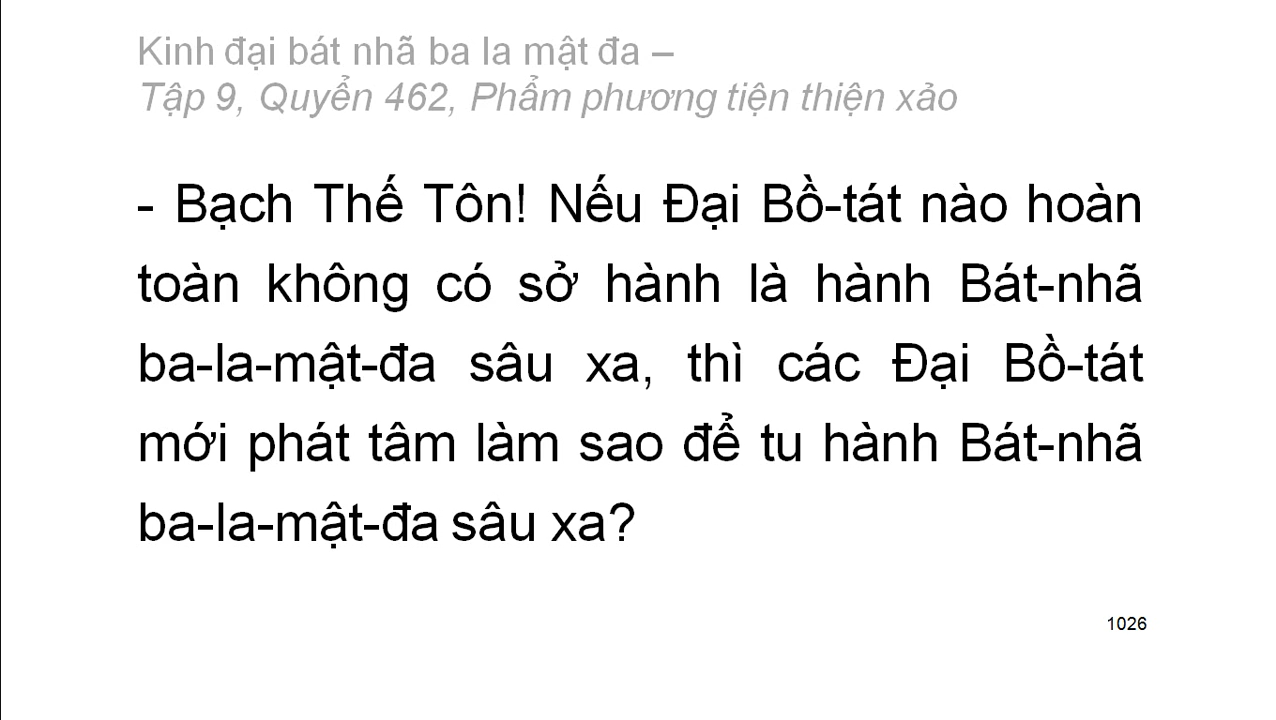 Kinh đại bát nhã ba la mật đa –
Tập 9, Quyển 462, Phẩm phương tiện thiện xảo
- Bạch Thế Tôn! Nếu Đại Bồ-tát nào hoàn
toàn không có sở hành là hành Bát-nhã
ba-la-mật-đa sâu xa, thì các Đại Bồ-tát
mới phát tâm làm sao để tu hành Bát-nhã
ba-la-mật-đa sâu xa?
1026